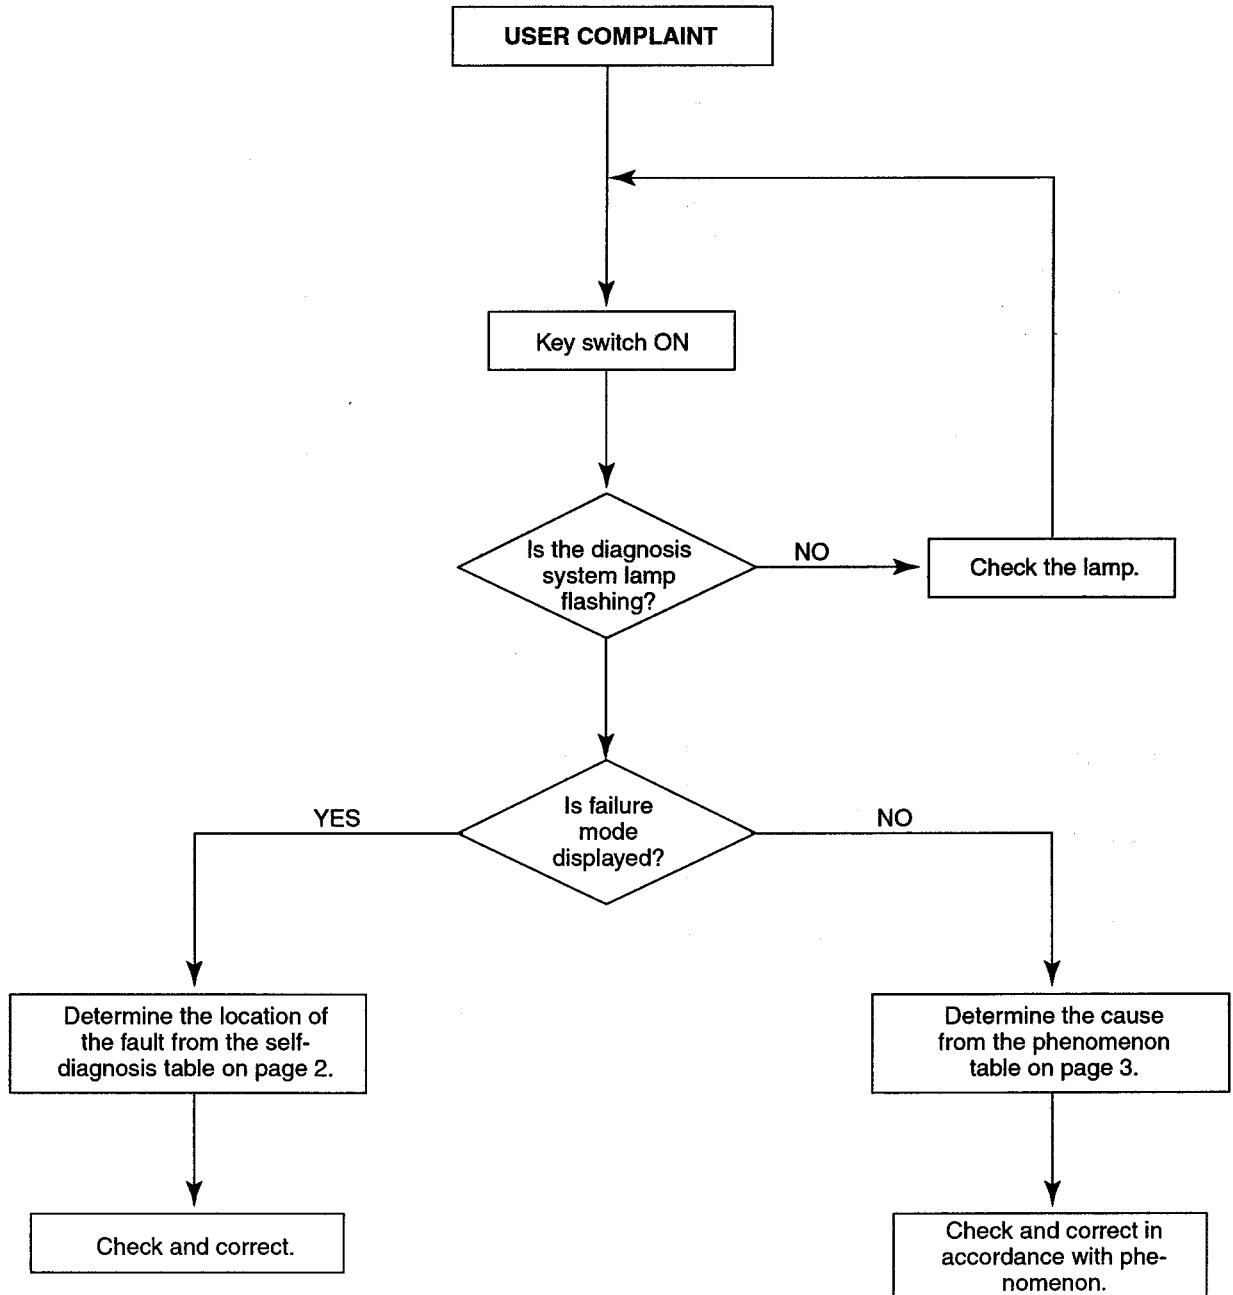 USER COMPLAINT
Key switch ON
Is the diagnosis
system lamp
flashing?
NO
Check the lamp.
Is failure
mode
displayed?
YES
NO
Determine the location of
the fault from the self-
diagnosis table on page 2.
Determine the cause
from the phenomenon
table on page 3.
Check and correct.
Check and correct in
accordance with phe-
nomenon.